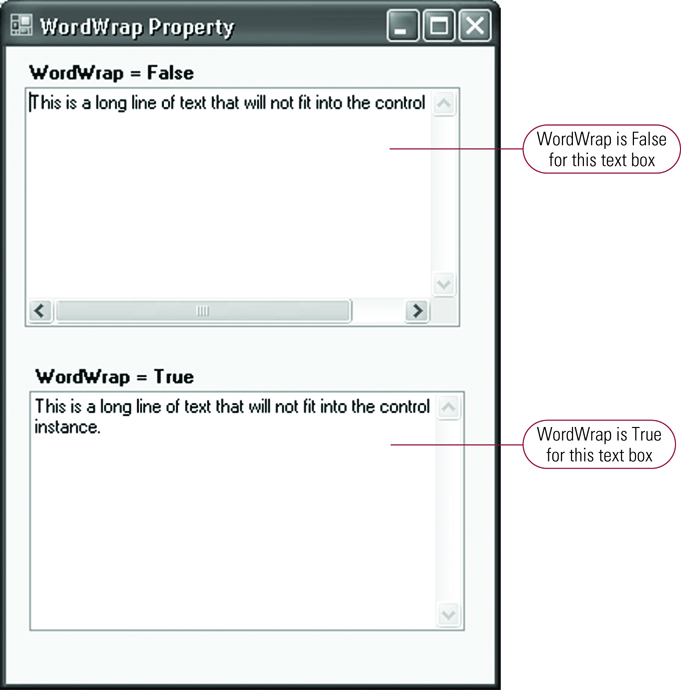 WordWrap Property
WordWrap = False
This is a long line of text that will not fit into the control
WordWrap is False
for this text box
WordWrap = True
This is a long line of text that will not fit into the control
instance.
WordWrap is True
for this text box